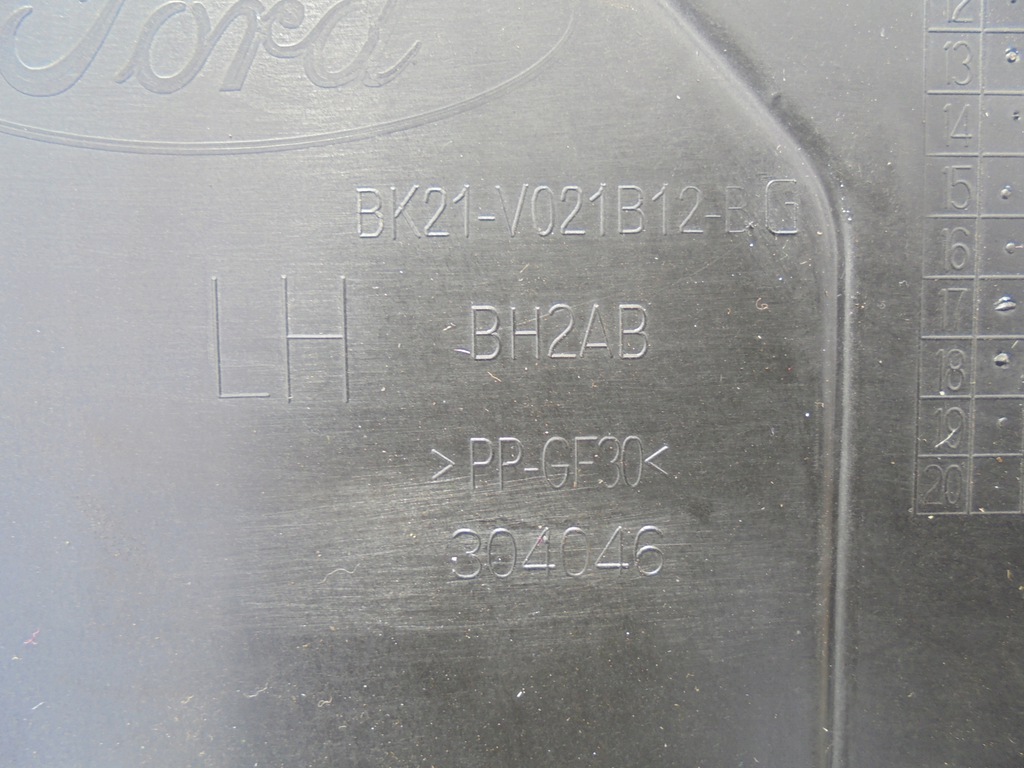 Ford
BK21-V021B12-BG
LH
BH2AB
>PP-GF30<
304046
12
13
14
15
16
17
18
19
20